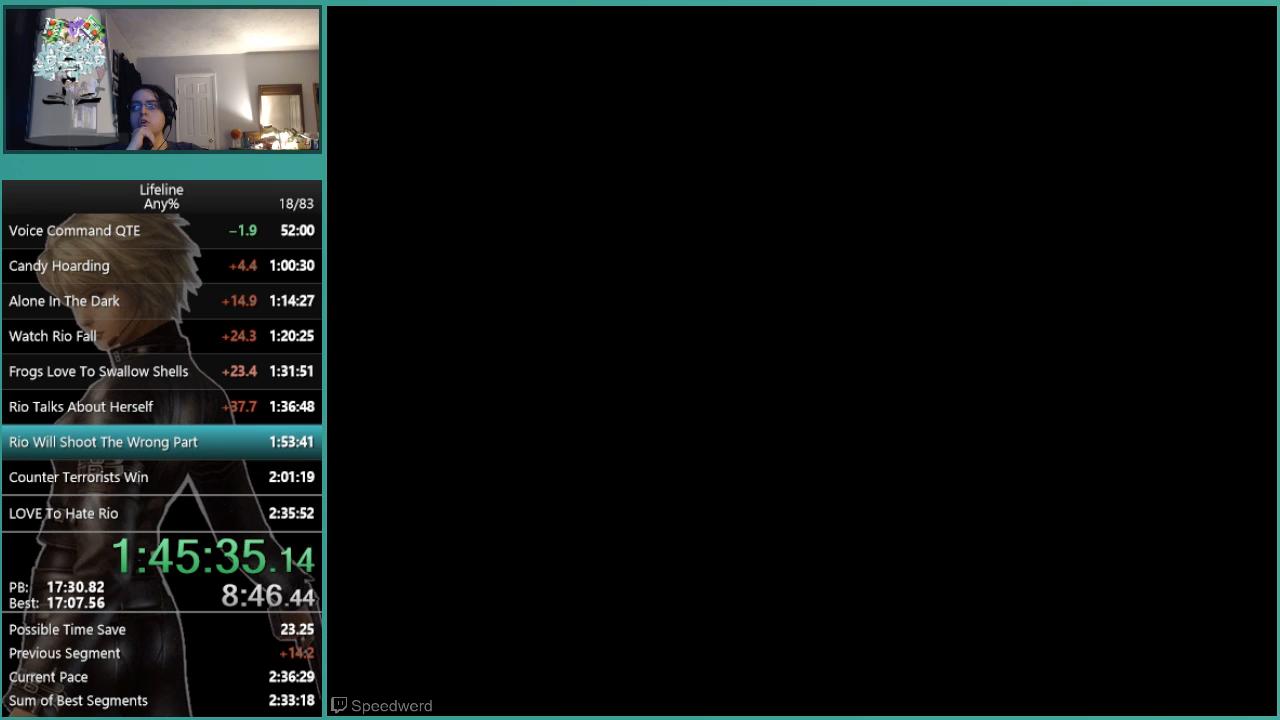 Lifeline
Any%
18/83
Voice Command QTE −1.9 52:00
Candy Hoarding +4.4 1:00:30
Alone In The Dark +14.9 1:14:27
Watch Rio Fall +24.3 1:20:25
Frogs Love To Swallow Shells +23.4 1:31:51
Rio Talks About Herself +37.7 1:36:48
Rio Will Shoot The Wrong Part 1:53:41
Counter Terrorists Win 2:01:19
LOVE To Hate Rio 2:35:52
1:45:35.14
PB: 17:30.82
Best: 17:07.56
8:46.44
Possible Time Save 23.25
Previous Segment +14.2
Current Pace 2:36:29
Sum of Best Segments 2:33:18
Speedwerd